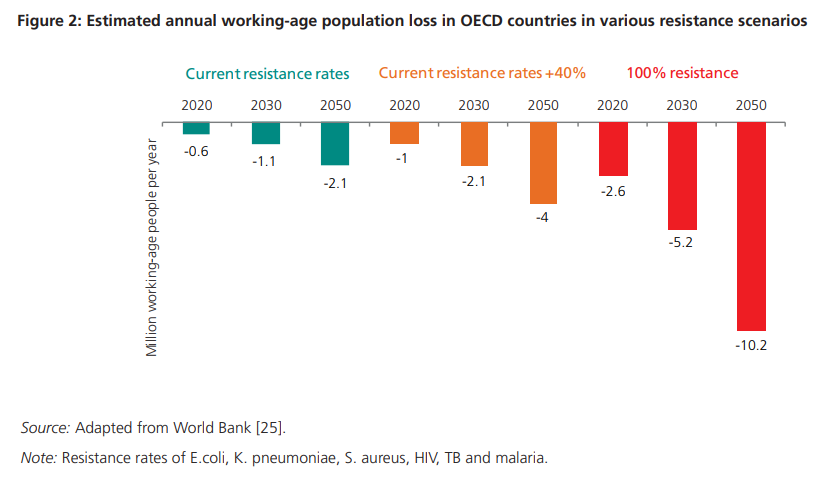 Figure 2: Estimated annual working-age population loss in OECD countries in various resistance scenarios
Current resistance rates Current resistance rates +40% 100% resistance
2020 2030 2050 2020 2030 2050 2020 2030 2050
Million working-age people per year
-0.6 -1.1 -2.1 -1 -2.1 -4 -2.6 -5.2 -10.2
Source: Adapted from World Bank [25].
Note: Resistance rates of E.coli, K. pneumoniae, S. aureus, HIV, TB and malaria.